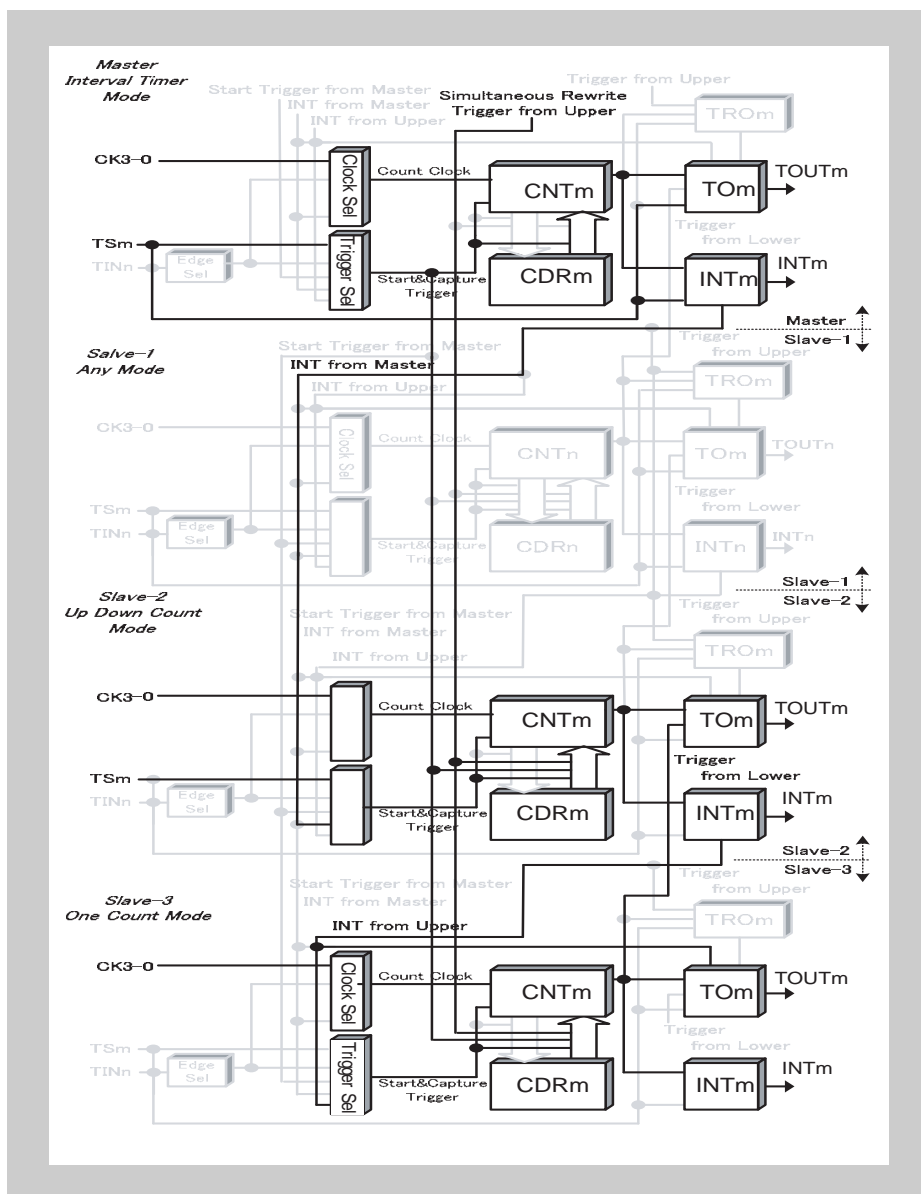 Master
Interval Timer
Mode
Start Trigger from Master
INT from Master
INT from Upper
Simultaneous Rewrite
Trigger from Upper
Trigger from
Upper
TROm
CK3-0
Clock Sel
Count Clock
CNTm
TOm
TOUTm
TSm
TINn
Edge
Sel
Trigger Sel
Start&Capture
Trigger
CDRm
Trigger
from Lower
INTm
INTm
Master
Slave-1
Salve-1
Any Mode
Start Trigger from Master
INT from Master
INT from Upper
Trigger
from Upper
TROm
CK3-0
Clock Sel
Count Clock
CNTn
TOm
TOUTn
TSm
TINn
Edge
Sel
Start&Capture
Trigger
CDRn
Trigger
from Lower
INTn
INTn
Slave-1
Slave-2
Slave-2
Up Down Count
Mode
Start Trigger from Master
INT from Master
INT from Upper
Trigger
from Upper
TROm
CK3-0
Count Clock
CNTm
TOm
TOUTm
TSm
TINn
Edge
Sel
Start&Capture
Trigger
CDRm
Trigger
from Lower
INTm
INTm
Slave-2
Slave-3
Slave-3
One Count Mode
Start Trigger from Master
INT from Master
INT from Upper
Trigger
from Upper
TROm
CK3-0
Clock Sel
Count Clock
CNTm
TOm
TOUTm
TSm
TINn
Edge
Sel
Trigger Sel
Start&Capture
Trigger
CDRm
Trigger
from Lower
INTm
INTm